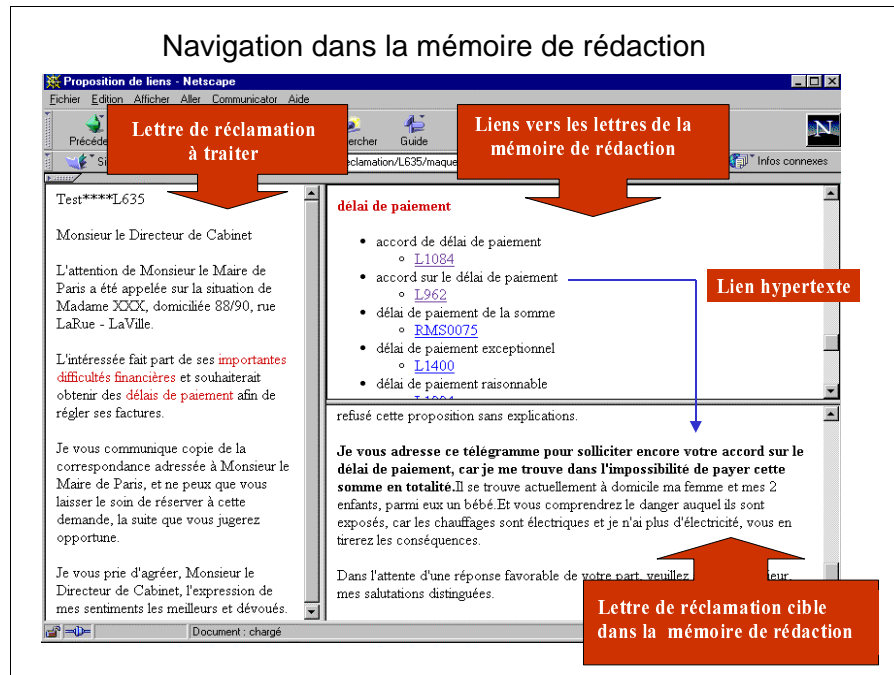 Navigation dans la mémoire de rédaction
Proposition de liens - Netscape
Fichier Edition Afficher Aller Communicator Aide
Guide
Infos connexes
Lettre de réclamation
à traiter
Liens vers les lettres de la
mémoire de rédaction
Test****L635
Monsieur le Directeur de Cabinet
L'attention de Monsieur le Maire de
Paris a été appelée sur la situation de
Madame XXX, domiciliée 88/90, rue
LaRue - LaVille.
L'intéressée fait part de ses importantes
difficultés financières et souhaiterait
obtenir des délais de paiement afin de
régler ses factures.
Je vous communique copie de la
correspondance adressée à Monsieur le
Maire de Paris, et ne peux que vous
laisser le soin de réserver à cette
demande, la suite que vous jugerez
opportune.
Je vous prie d'agréer, Monsieur le
Directeur de Cabinet, l'expression de
mes sentiments les meilleurs et dévoués.
délai de paiement
accord de délai de paiement
L1084
accord sur le délai de paiement
L962
délai de paiement de la somme
RMS0075
délai de paiement exceptionnel
L1400
délai de paiement raisonnable
Lien hypertexte
refusé cette proposition sans explications.
Je vous adresse ce télégramme pour solliciter encore votre accord sur le
délai de paiement, car je me trouve dans l'impossibilité de payer cette
somme en totalité.Il se trouve actuellement à domicile ma femme et mes 2
enfants, parmi eux un bébé.Et vous comprendrez le danger auquel ils sont
exposés, car les chauffages sont électriques et je n'ai plus d'électricité, vous en
tirerez les conséquences.
Dans l'attente d'une réponse favorable de votre part, veuillez
mes salutations distinguées.
Lettre de réclamation cible
dans la mémoire de rédaction
Document : chargé